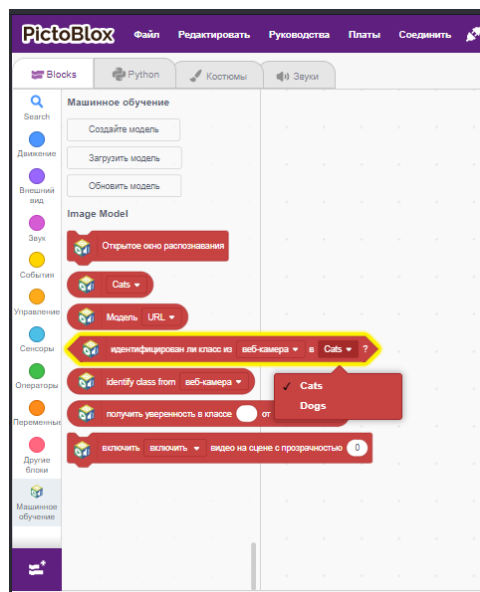 PictoBlox Файл Редактировать Руководства Платы Соединить
Blocks Python Костюмы Звуки
Search
Движение
Внешний
вид
Звук
События
Управление
Сенсоры
Операторы
Переменные
Другие
блоки
Машинное
обучение
Машинное обучение
Создайте модель
Загрузить модель
Обновить модель
Image Model
Открытое окно распознавания
Cats
Модель URL
идентифицирован ли класс из веб-камера в Cats ?
identify class from веб-камера
Cats
Dogs
получить уверенность в классе от
включить включить видео на сцене с прозрачностью 0